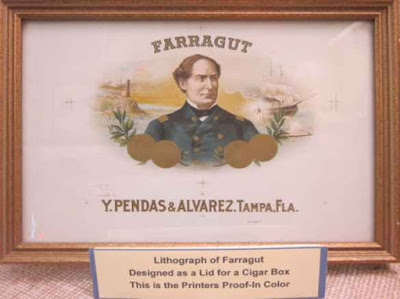 FARRAGUT
Y. PENDAS & ALVAREZ. TAMPA, FLA.
Lithograph of Farragut
Designed as a Lid for a Cigar Box
This is the Printers Proof-In Color